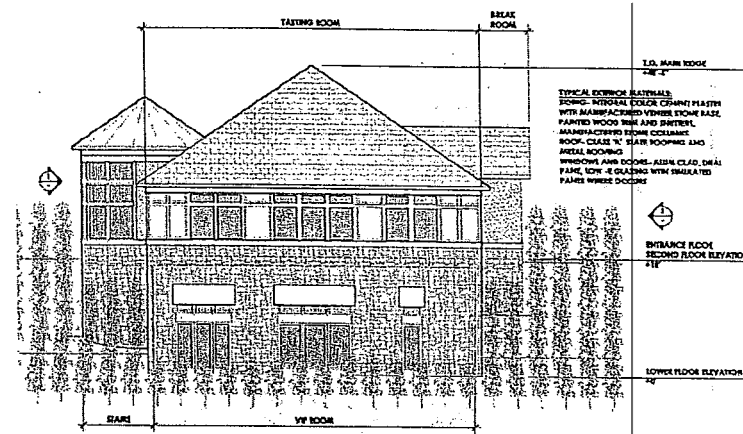 TASTING ROOM
BREAK
ROOM
T.O. MAIN RIDGE
TYPICAL EXTERIOR MATERIALS:
SIDING- INTEGRAL COLOR CEMENT PLASTER
WITH MANUFACTURED VENEER STONE BASE,
PAINTED WOOD TRIM AND SHUTTERS,
MANUFACTURED STONE COLUMNS
ROOF- CLASS "A" SLATE ROOFING AND
METAL ROOFING
WINDOWS AND DOORS- ALUM. CLAD, DUAL
PANE, LOW -E GLAZING WITH SIMULATED
PANES WHERE OCCURS
ENTRANCE FLOOR
SECOND FLOOR ELEVATIO
LOWER FLOOR ELEVATION
STAIRS
VIP ROOM